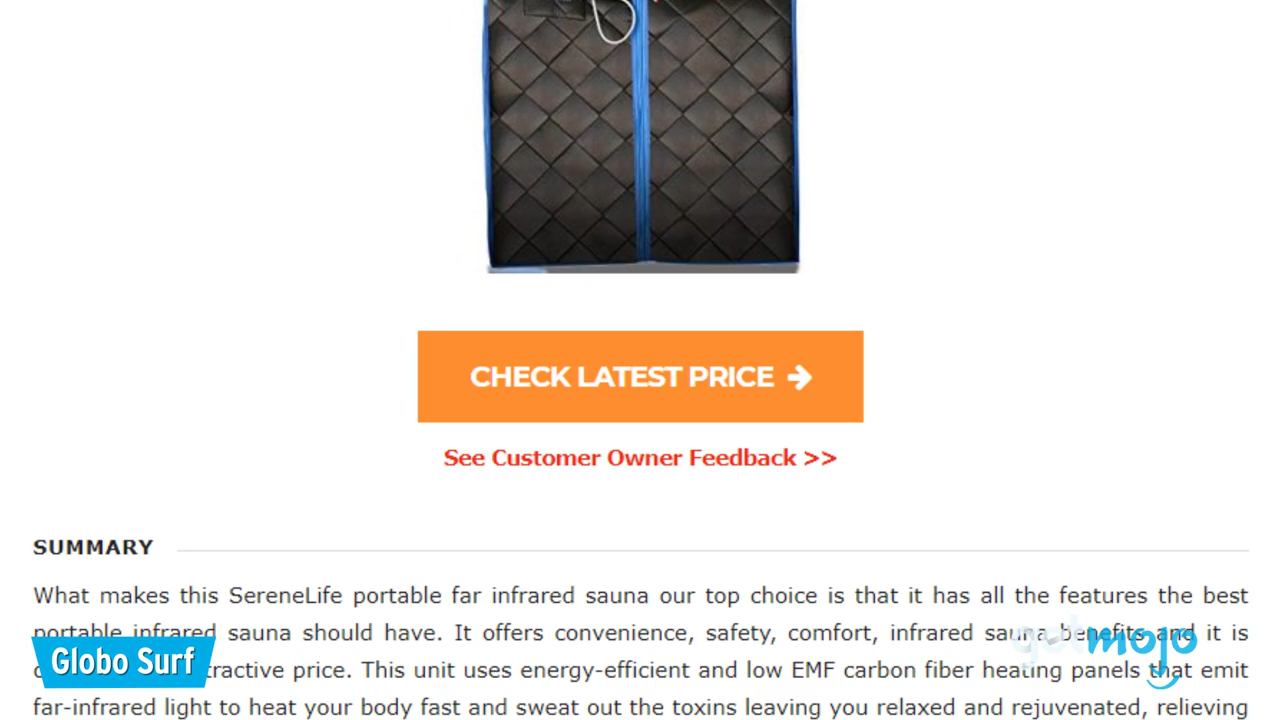 CHECK LATEST PRICE
See Customer Owner Feedback >>
SUMMARY
What makes this SereneLife portable far infrared sauna our top choice is that it has all the features the best
portable infrared sauna should have. It offers convenience, safety, comfort, infrared sauna benefits and it is
price. This unit uses energy-efficient and low EMF carbon fiber heating panels that emit
far-infrared light to heat your body fast and sweat out the toxins leaving you relaxed and rejuvenated, relieving
Globo Surf
gotmojo